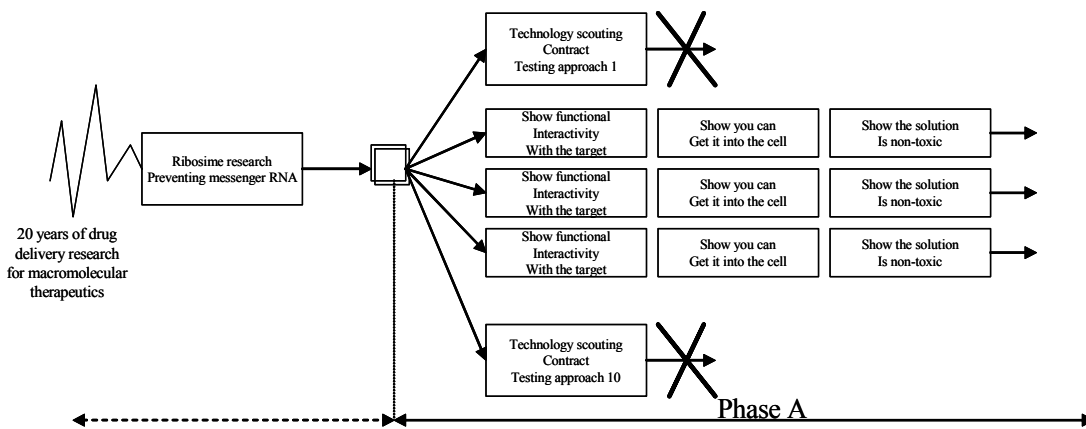 Technology scouting
Contract
Testing approach 1
Show functional
Interactivity
With the target
Show you can
Get it into the cell
Show the solution
Is non-toxic
Ribosime research
Preventing messenger RNA
Show functional
Interactivity
With the target
Show you can
Get it into the cell
Show the solution
Is non-toxic
Show functional
Interactivity
With the target
Show you can
Get it into the cell
Show the solution
Is non-toxic
20 years of drug
delivery research
for macromolecular
therapeutics
Technology scouting
Contract
Testing approach 10
Phase A